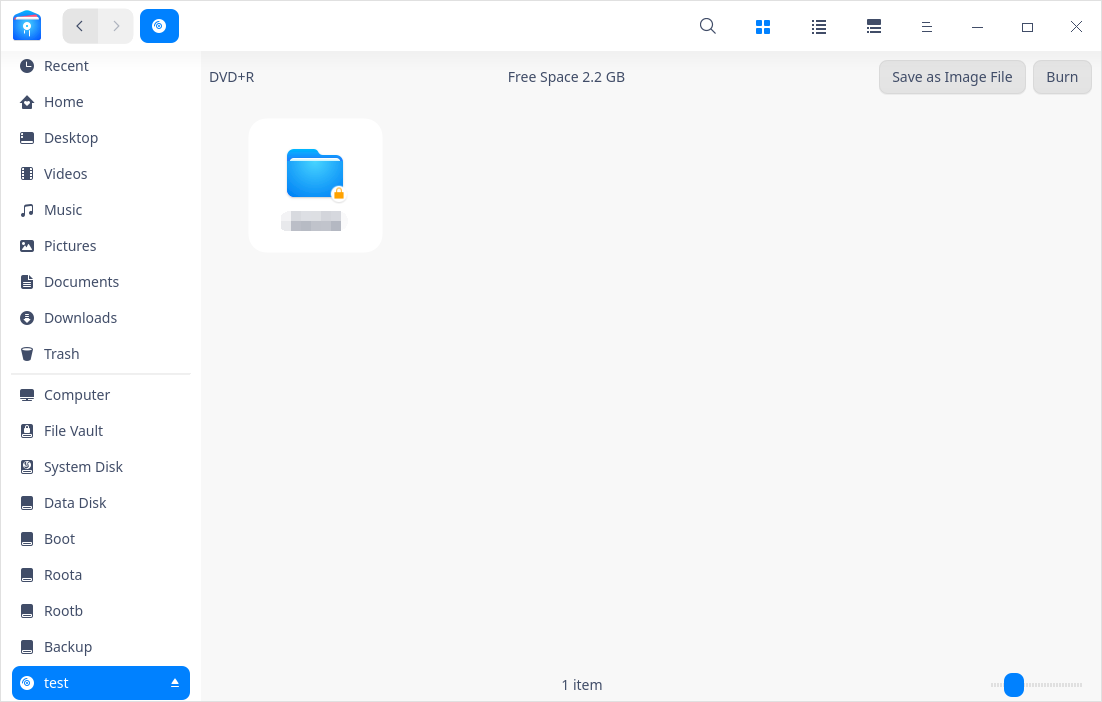 Recent
Home
Desktop
Videos
Music
Pictures
Documents
Downloads
Trash
Computer
File Vault
System Disk
Data Disk
Boot
Roota
Rootb
Backup
test
DVD+R
Free Space 2.2 GB
Save as Image File
Burn
1 item